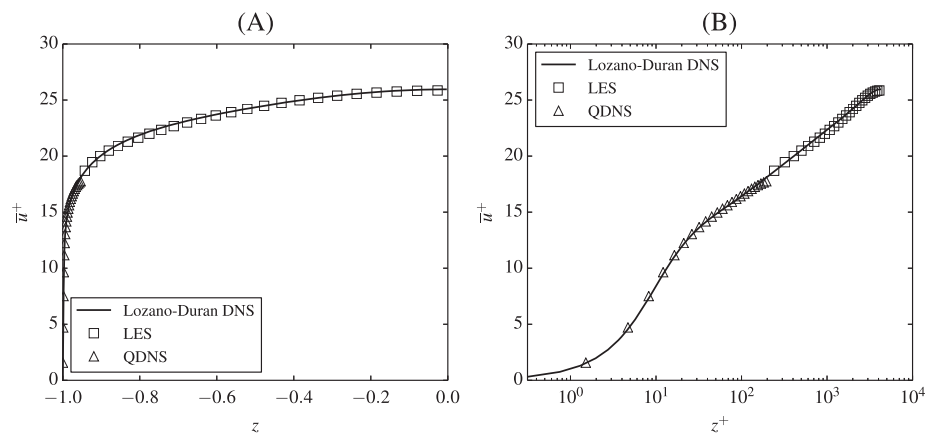 (A)
30
25
20
15
10
5
0
u̅⁺
Lozano-Duran DNS
LES
QDNS
−1.0 −0.8 −0.6 −0.4 −0.2 0.0
z
(B)
30
25
20
15
10
5
0
u̅⁺
Lozano-Duran DNS
LES
QDNS
10⁰ 10¹ 10² 10³ 10⁴
z⁺